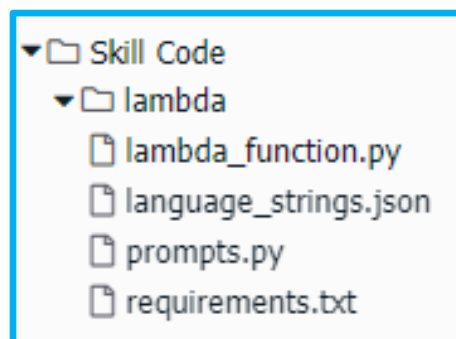 Skill Code
lambda
lambda_function.py
language_strings.json
prompts.py
requirements.txt